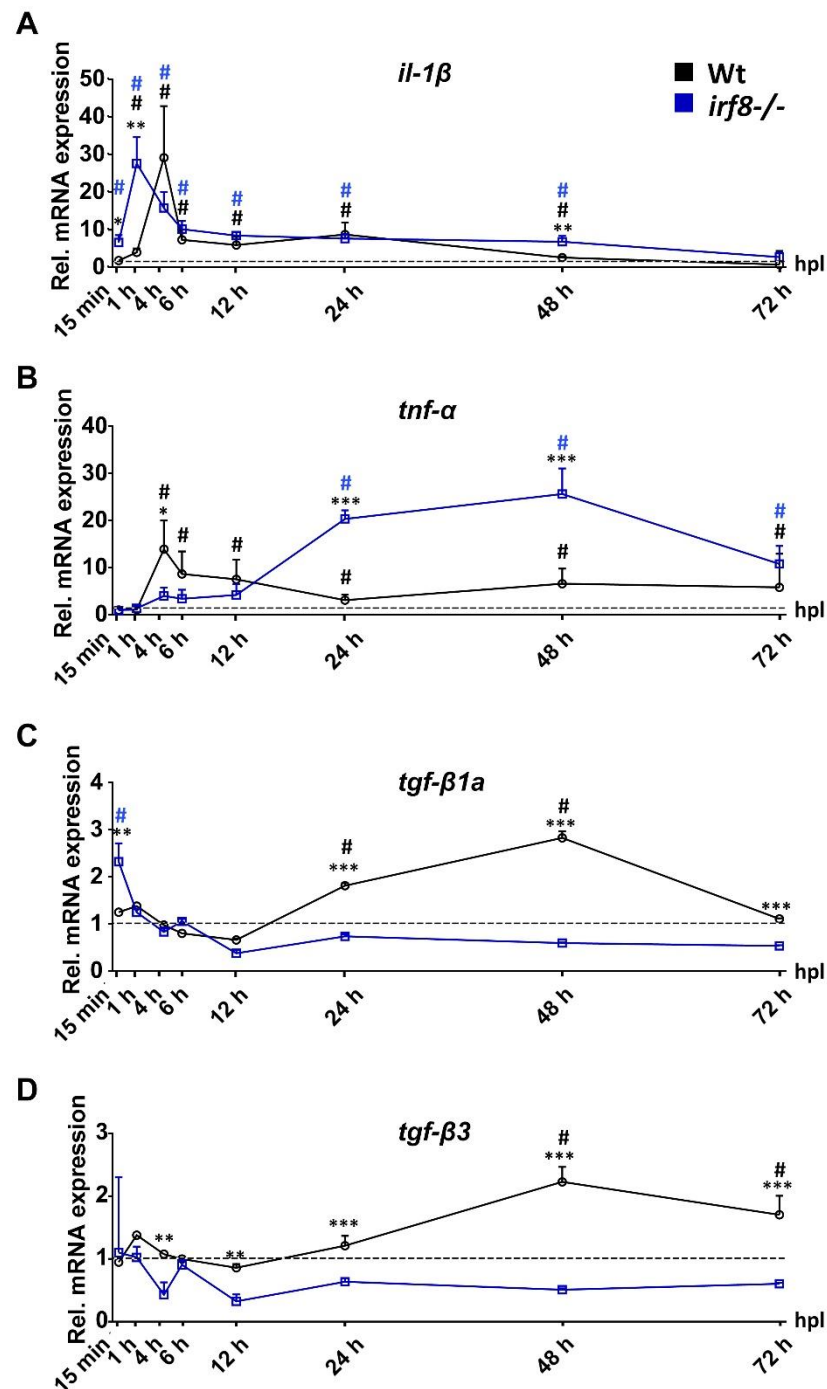 A
il-1β
Wt
irf8-/-
Rel. mRNA expression
50
40
30
20
10
0
# # # # # # #
# # # # # #
* ** **
hpl
15 min 1 h 4 h 6 h 12 h 24 h 48 h 72 h
B
tnf-α
Rel. mRNA expression
40
30
20
10
0
# # #
# # # # # #
* *** ***
hpl
15 min 1 h 4 h 6 h 12 h 24 h 48 h 72 h
C
tgf-β1a
Rel. mRNA expression
4
3
2
1
0
# # #
** *** *** ***
hpl
15 min 1 h 4 h 6 h 12 h 24 h 48 h 72 h
D
tgf-β3
Rel. mRNA expression
3
2
1
0
# #
** ** *** *** ***
hpl
15 min 1 h 4 h 6 h 12 h 24 h 48 h 72 h